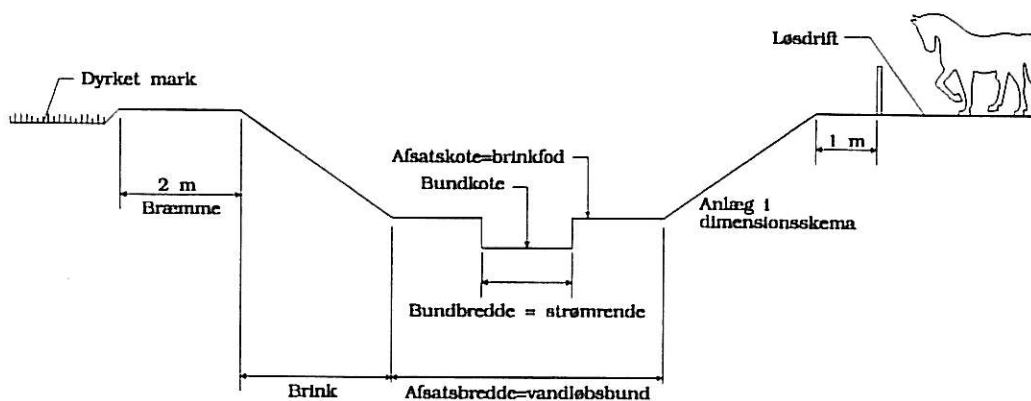 Løsdrift
Dyrket mark
1 m
Afsatskote=brinkfod
Bundkote
2 m
Bræmme
Anlæg i
dimensionsskema
Bundbredde = strømrende
Brink
Afsatsbredde=vandløbsbund